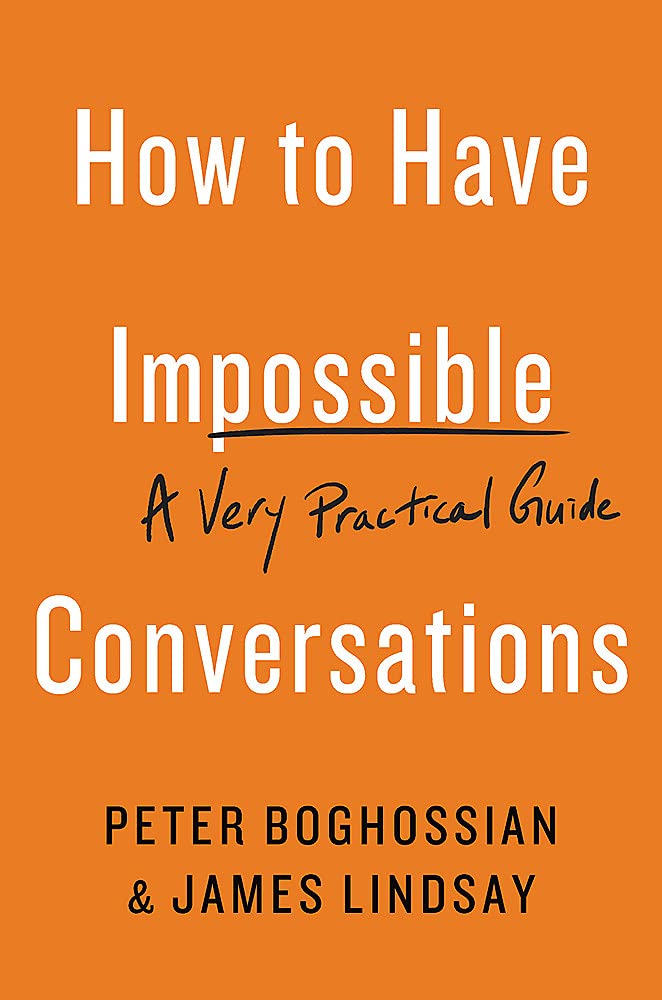 How to Have
Impossible
A Very Practical Guide
Conversations
PETER BOGHOSSIAN
& JAMES LINDSAY